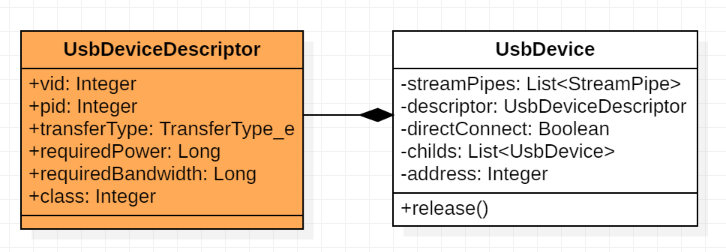 UsbDeviceDescriptor
+vid: Integer
+pid: Integer
+transferType: TransferType_e
+requiredPower: Long
+requiredBandwidth: Long
+class: Integer
UsbDevice
-streamPipes: List<StreamPipe>
-descriptor: UsbDeviceDescriptor
-directConnect: Boolean
-childs: List<UsbDevice>
-address: Integer
+release()